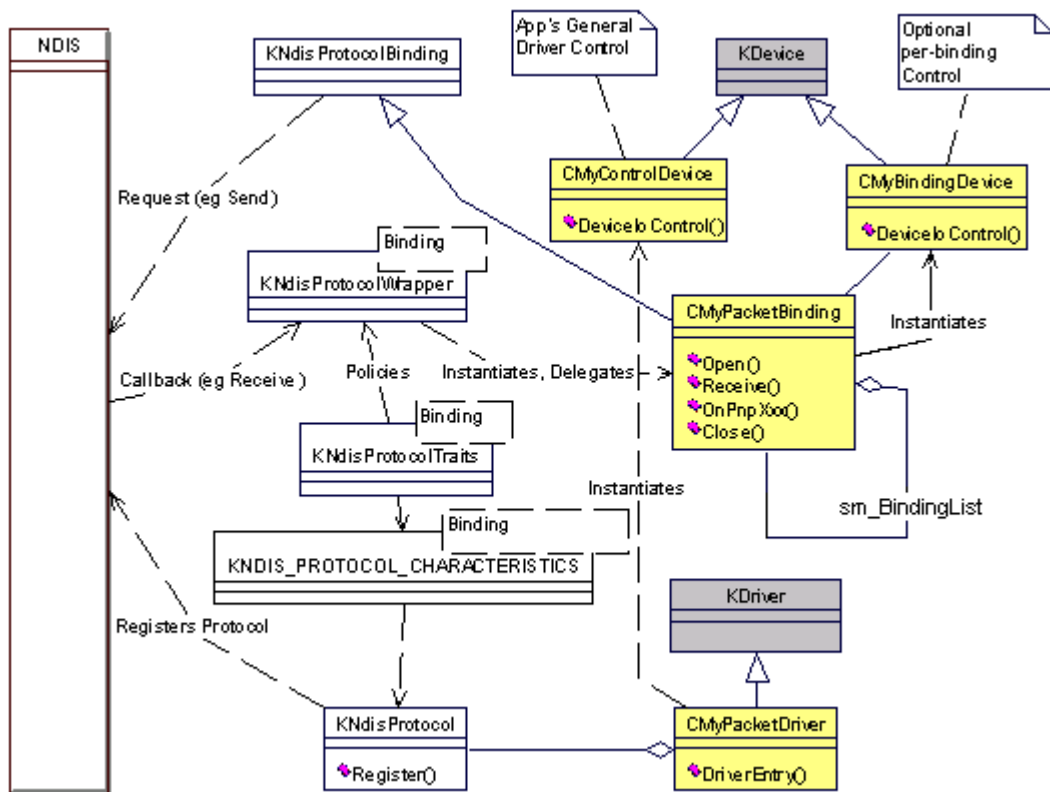 NDIS
KNdisProtocolBinding
App's General
Driver Control
KDevice
Optional
per-binding
Control
CMyControlDevice
DeviceIoControl()
CMyBindingDevice
DeviceIoControl()
Request (eg Send)
Binding
KNdisProtocolWrapper
CMyPacketBinding
Open()
Receive()
OnPnpXxx()
Close()
Instantiates
Callback (eg Receive)
Policies
Instantiates, Delegates
Binding
KNdisProtocolTraits
Instantiates
sm_BindingList
Binding
KNDIS_PROTOCOL_CHARACTERISTICS
KDriver
Registers Protocol
KNdisProtocol
Register()
CMyPacketDriver
DriverEntry()